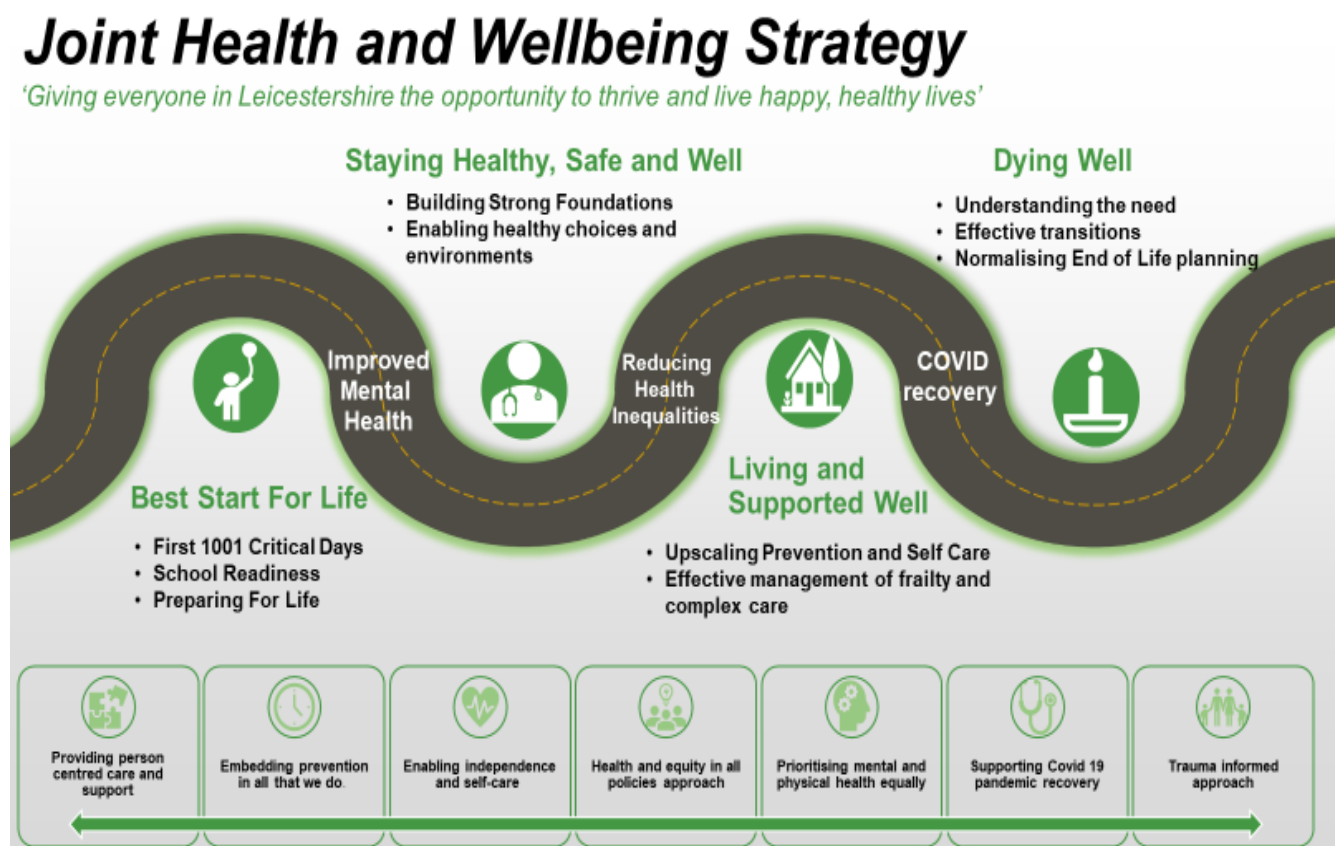 Joint Health and Wellbeing Strategy
‘Giving everyone in Leicestershire the opportunity to thrive and live happy, healthy lives’
Staying Healthy, Safe and Well
• Building Strong Foundations
• Enabling healthy choices and
environments
Dying Well
• Understanding the need
• Effective transitions
• Normalising End of Life planning
Improved
Mental
Health
Reducing
Health
Inequalities
COVID
recovery
Best Start For Life
• First 1001 Critical Days
• School Readiness
• Preparing For Life
Living and
Supported Well
• Upscaling Prevention and Self Care
• Effective management of frailty and
complex care
Providing person
centred care and
support
Embedding prevention
in all that we do.
Enabling independence
and self-care
Health and equity in all
policies approach
Prioritising mental and
physical health equally
Supporting Covid 19
pandemic recovery
Trauma informed
approach